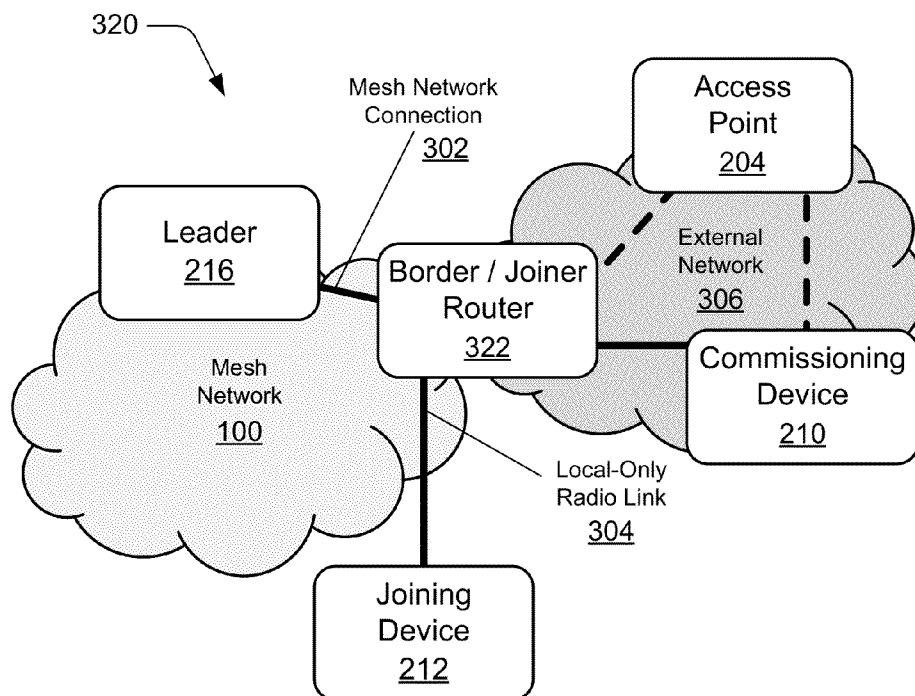 320
Mesh Network
Connection
302
Access
Point
204
Leader
216
Border / Joiner
Router
322
External
Network
306
Mesh
Network
100
Commissioning
Device
210
Local-Only
Radio Link
304
Joining
Device
212